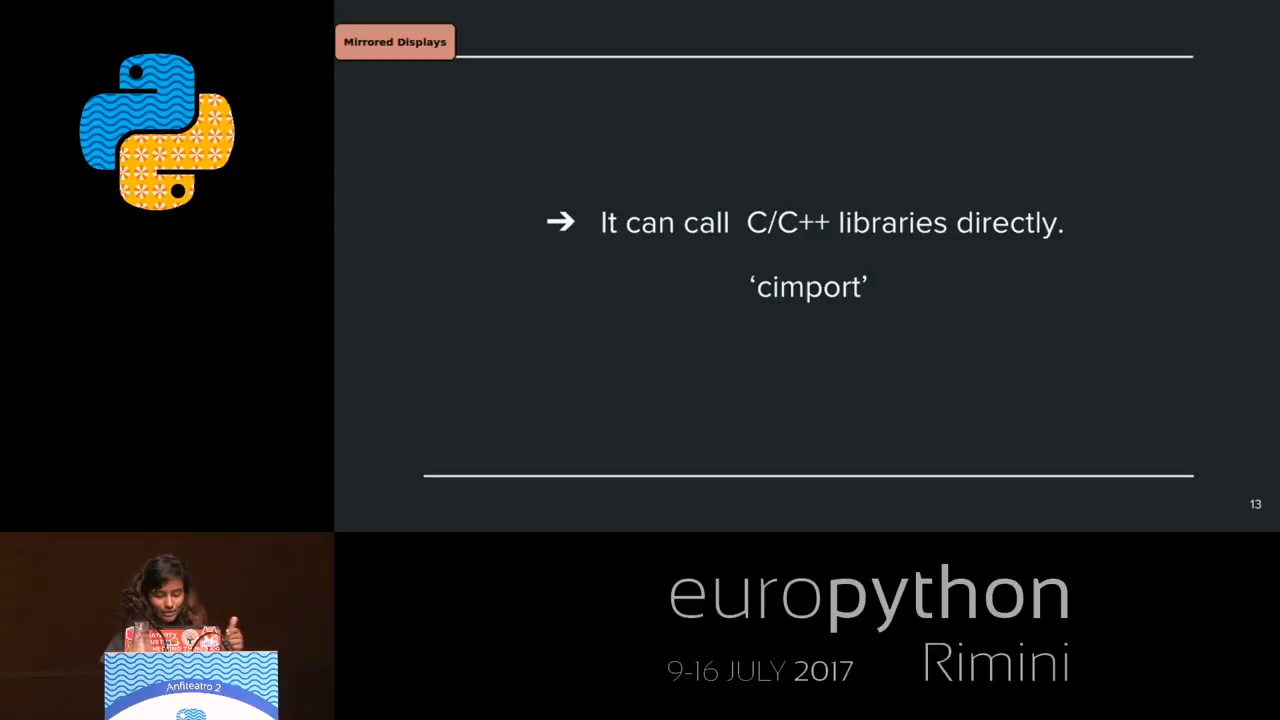 Mirrored Displays
➔ It can call C/C++ libraries directly.
‘cimport’
13
europython
9-16 JULY 2017 Rimini
Anfiteatro 2